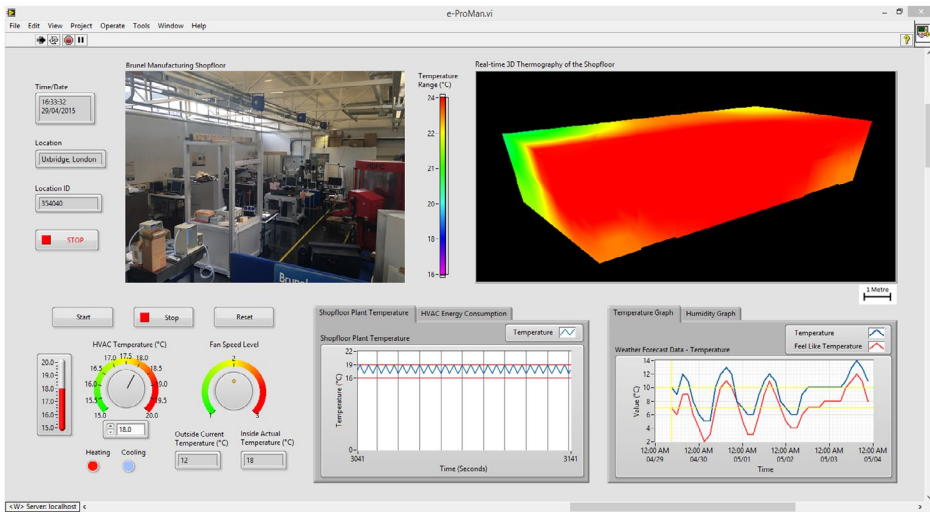 e-ProMan.vi
File Edit View Project Operate Tools Window Help
Brunel Manufacturing Shopfloor
Real-time 3D Thermography of the Shopfloor
Time/Date
16:33:32
29/04/2015
Location
Uxbridge, London
Location ID
354040
STOP
Temperature
Range (°C)
24
22
21
20
18
16
1 Metre
Start
Stop
Reset
HVAC Temperature (°C)
20.0
19.0
18.0
17.0
16.0
15.0
15.0
15.5
16.0
16.5
17.0
17.5
18.0
18.5
19.0
19.5
20.0
18.0
Heating Cooling
Fan Speed Level
1
2
3
Outside Current
Temperature (°C)
12
Inside Actual
Temperature (°C)
18
Shopfloor Plant Temperature HVAC Energy Consumption
Shopfloor Plant Temperature
Temperature
Temperature (°C)
22
19
16
0
3041 3141
Time (Seconds)
Temperature Graph Humidity Graph
Weather Forecast Data - Temperature
Temperature
Feel Like Temperature
Value (°C)
14
12
10
8
6
4
2
12:00 AM 12:00 AM 12:00 AM 12:00 AM 12:00 AM 12:00 AM
04/29 04/30 05/01 05/02 05/03 05/04
Time
<W> Server: localhost